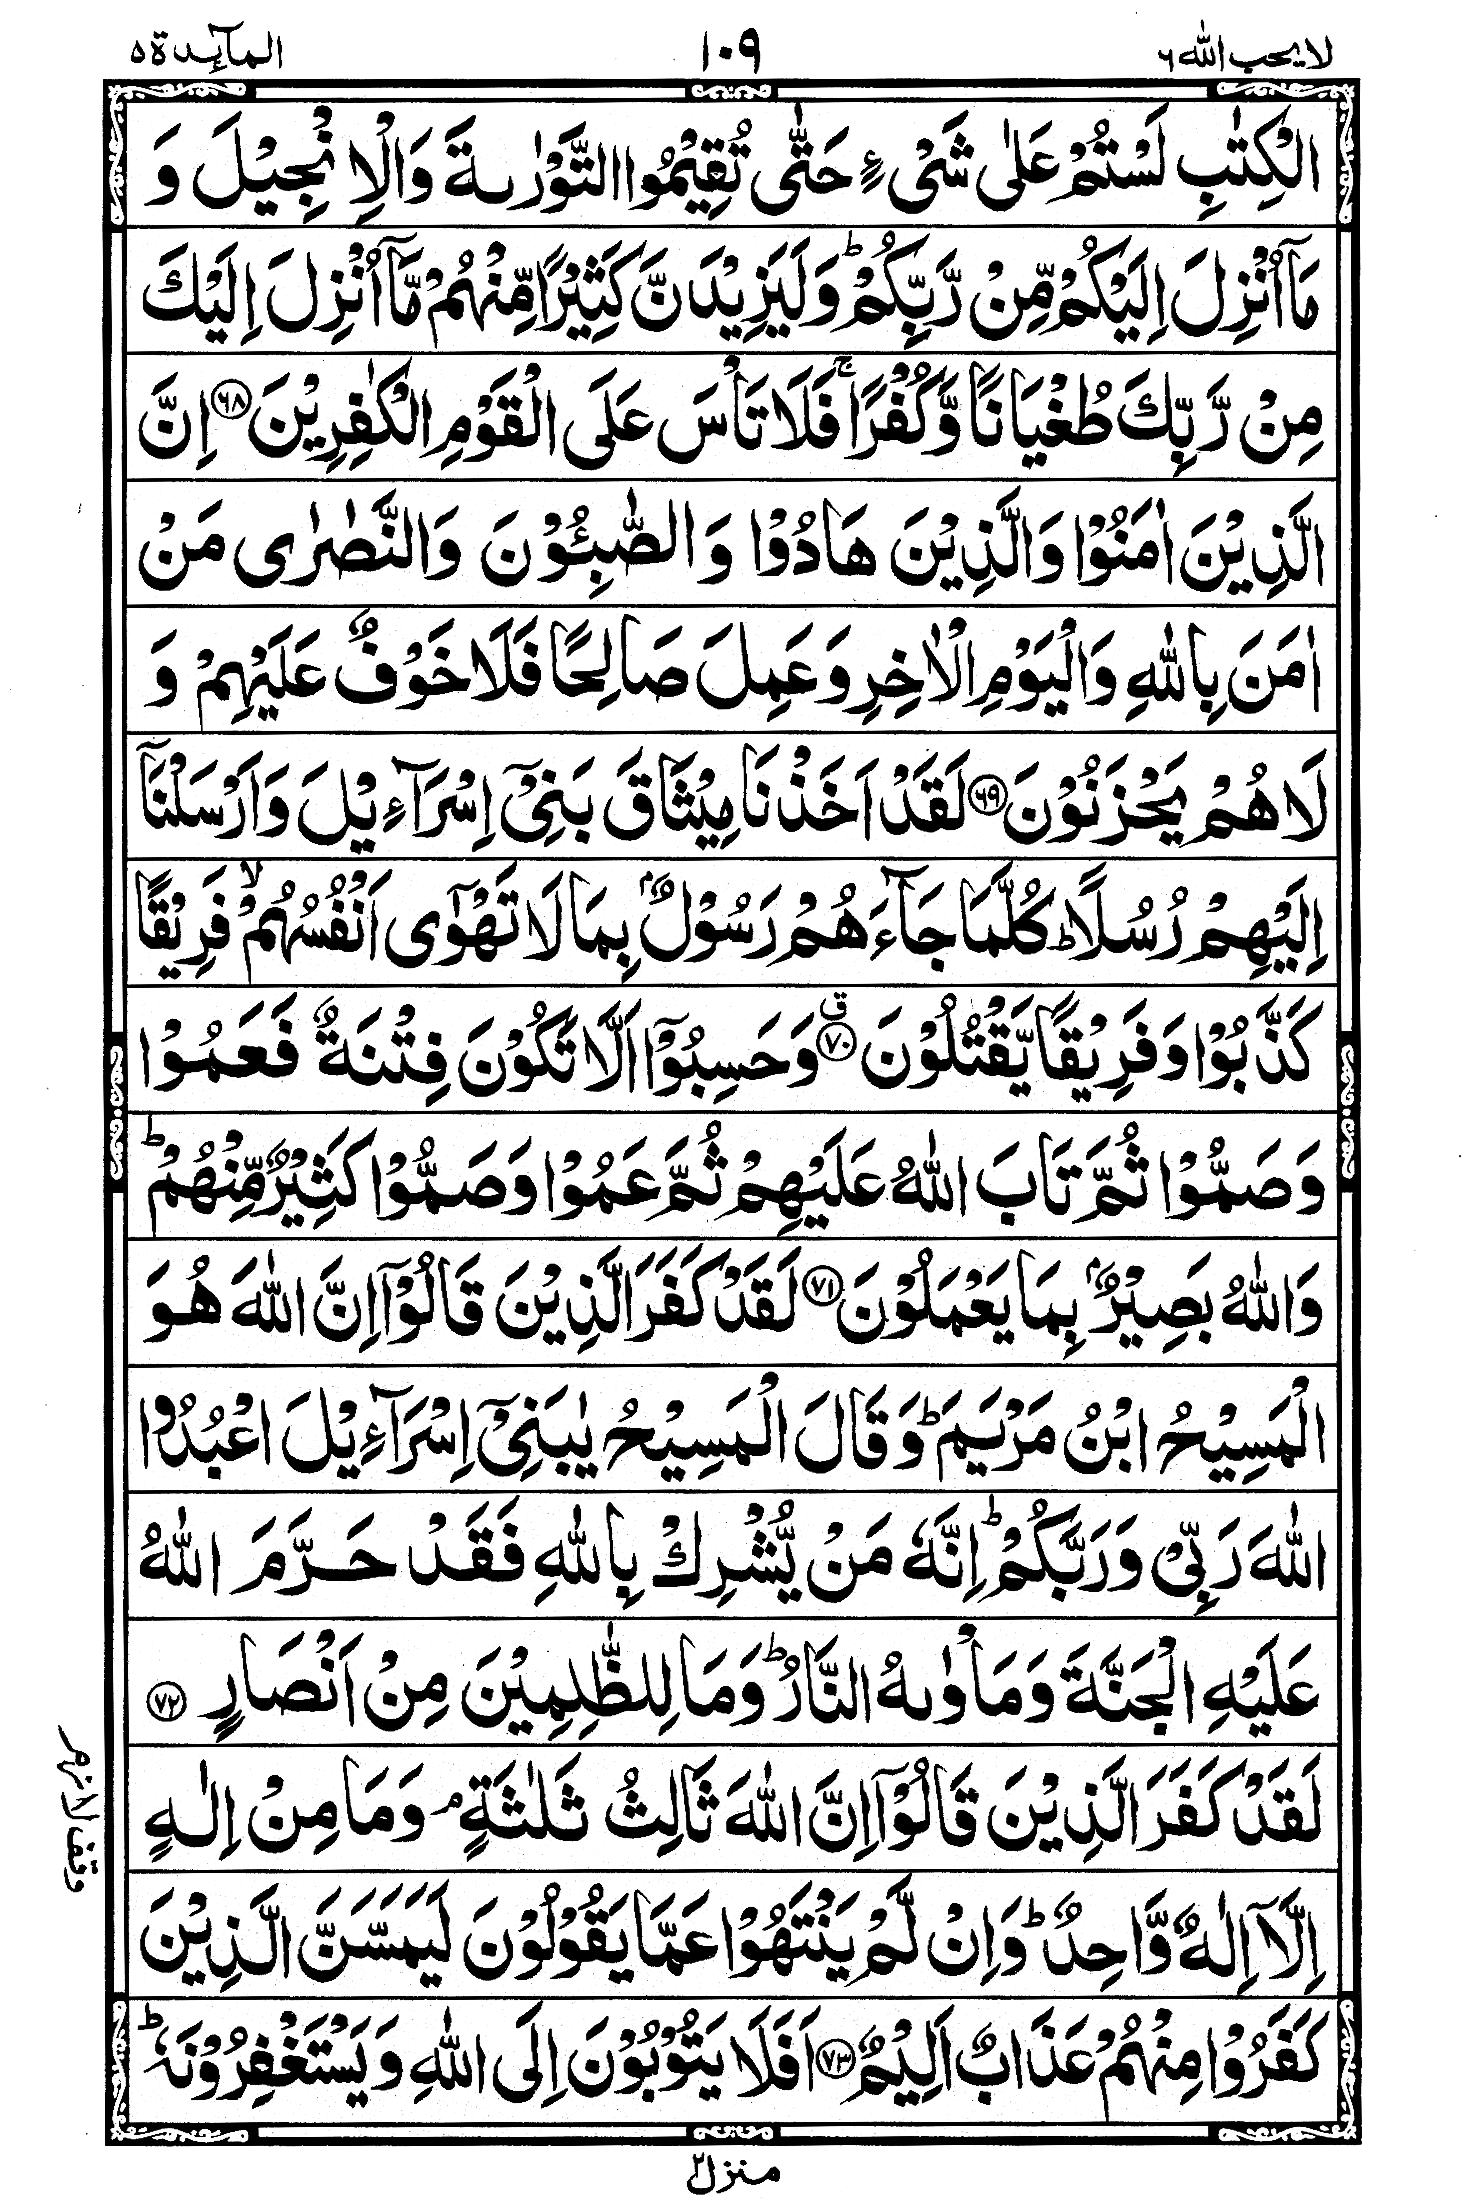 لا يحب الله ٦
١٠٩
المآئدة ٥
الْكِتٰبِ لَسْتُمْ عَلٰى شَیْءٍ حَتّٰى تُقِيْمُوا التَّوْرٰىةَ وَالْاِنْجِيْلَ وَ
مَاۤ اُنْزِلَ اِلَيْكُمْ مِّنْ رَّبِّكُمْ ؕ وَلَيَزِيْدَنَّ كَثِيْرًا مِّنْهُمْ مَّاۤ اُنْزِلَ اِلَيْكَ
مِنْ رَّبِّكَ طُغْيَانًا وَّكُفْرًا ۚ فَلَا تَاْسَ عَلَى الْقَوْمِ الْكٰفِرِيْنَ ﴿۶۸﴾ اِنَّ
الَّذِيْنَ اٰمَنُوْا وَالَّذِيْنَ هَادُوْا وَ الصّٰبِـُٔوْنَ وَالنَّصٰرٰى مَنْ
اٰمَنَ بِاللّٰهِ وَالْيَوْمِ الْاٰخِرِ وَعَمِلَ صَالِحًا فَلَا خَوْفٌ عَلَيْهِمْ وَ
لَا هُمْ يَحْزَنُوْنَ ﴿۶۹﴾ لَقَدْ اَخَذْنَا مِيْثَاقَ بَنِیْۤ اِسْرَآءِيْلَ وَاَرْسَلْنَاۤ
اِلَيْهِمْ رُسُلًا ؕ كُلَّمَا جَآءَهُمْ رَسُوْلٌۢ بِمَا لَا تَهْوٰۤى اَنْفُسُهُمْ ۙ فَرِيْقًا
كَذَّبُوْا وَفَرِيْقًا يَّقْتُلُوْنَ ﴿۷۰﴾ ق وَحَسِبُوْۤا اَلَّا تَكُوْنَ فِتْنَةٌ فَعَمُوْا
وَصَمُّوْا ثُمَّ تَابَ اللّٰهُ عَلَيْهِمْ ثُمَّ عَمُوْا وَصَمُّوْا كَثِيْرٌ مِّنْهُمْ ؕ
وَاللّٰهُ بَصِيْرٌۢ بِمَا يَعْمَلُوْنَ ﴿۷۱﴾ لَقَدْ كَفَرَ الَّذِيْنَ قَالُوْۤا اِنَّ اللّٰهَ هُوَ
الْمَسِيْحُ ابْنُ مَرْيَمَ ؕ وَقَالَ الْمَسِيْحُ يٰبَنِیْۤ اِسْرَآءِيْلَ اعْبُدُوا
اللّٰهَ رَبِّیْ وَرَبَّكُمْ ؕ اِنَّهٗ مَنْ يُّشْرِكْ بِاللّٰهِ فَقَدْ حَرَّمَ اللّٰهُ
عَلَيْهِ الْجَنَّةَ وَمَاْوٰىهُ النَّارُ ؕ وَمَا لِلظّٰلِمِيْنَ مِنْ اَنْصَارٍ ﴿۷۲﴾
لَقَدْ كَفَرَ الَّذِيْنَ قَالُوْۤا اِنَّ اللّٰهَ ثَالِثُ ثَلٰثَةٍ ۘ وَمَا مِنْ اِلٰهٍ
اِلَّاۤ اِلٰهٌ وَّاحِدٌ ؕ وَاِنْ لَّمْ يَنْتَهُوْا عَمَّا يَقُوْلُوْنَ لَيَمَسَّنَّ الَّذِيْنَ
كَفَرُوْا مِنْهُمْ عَذَابٌ اَلِيْمٌ ﴿۷۳﴾ اَفَلَا يَتُوْبُوْنَ اِلَى اللّٰهِ وَيَسْتَغْفِرُوْنَهٗ ؕ
وقف لازم
منزل ٢